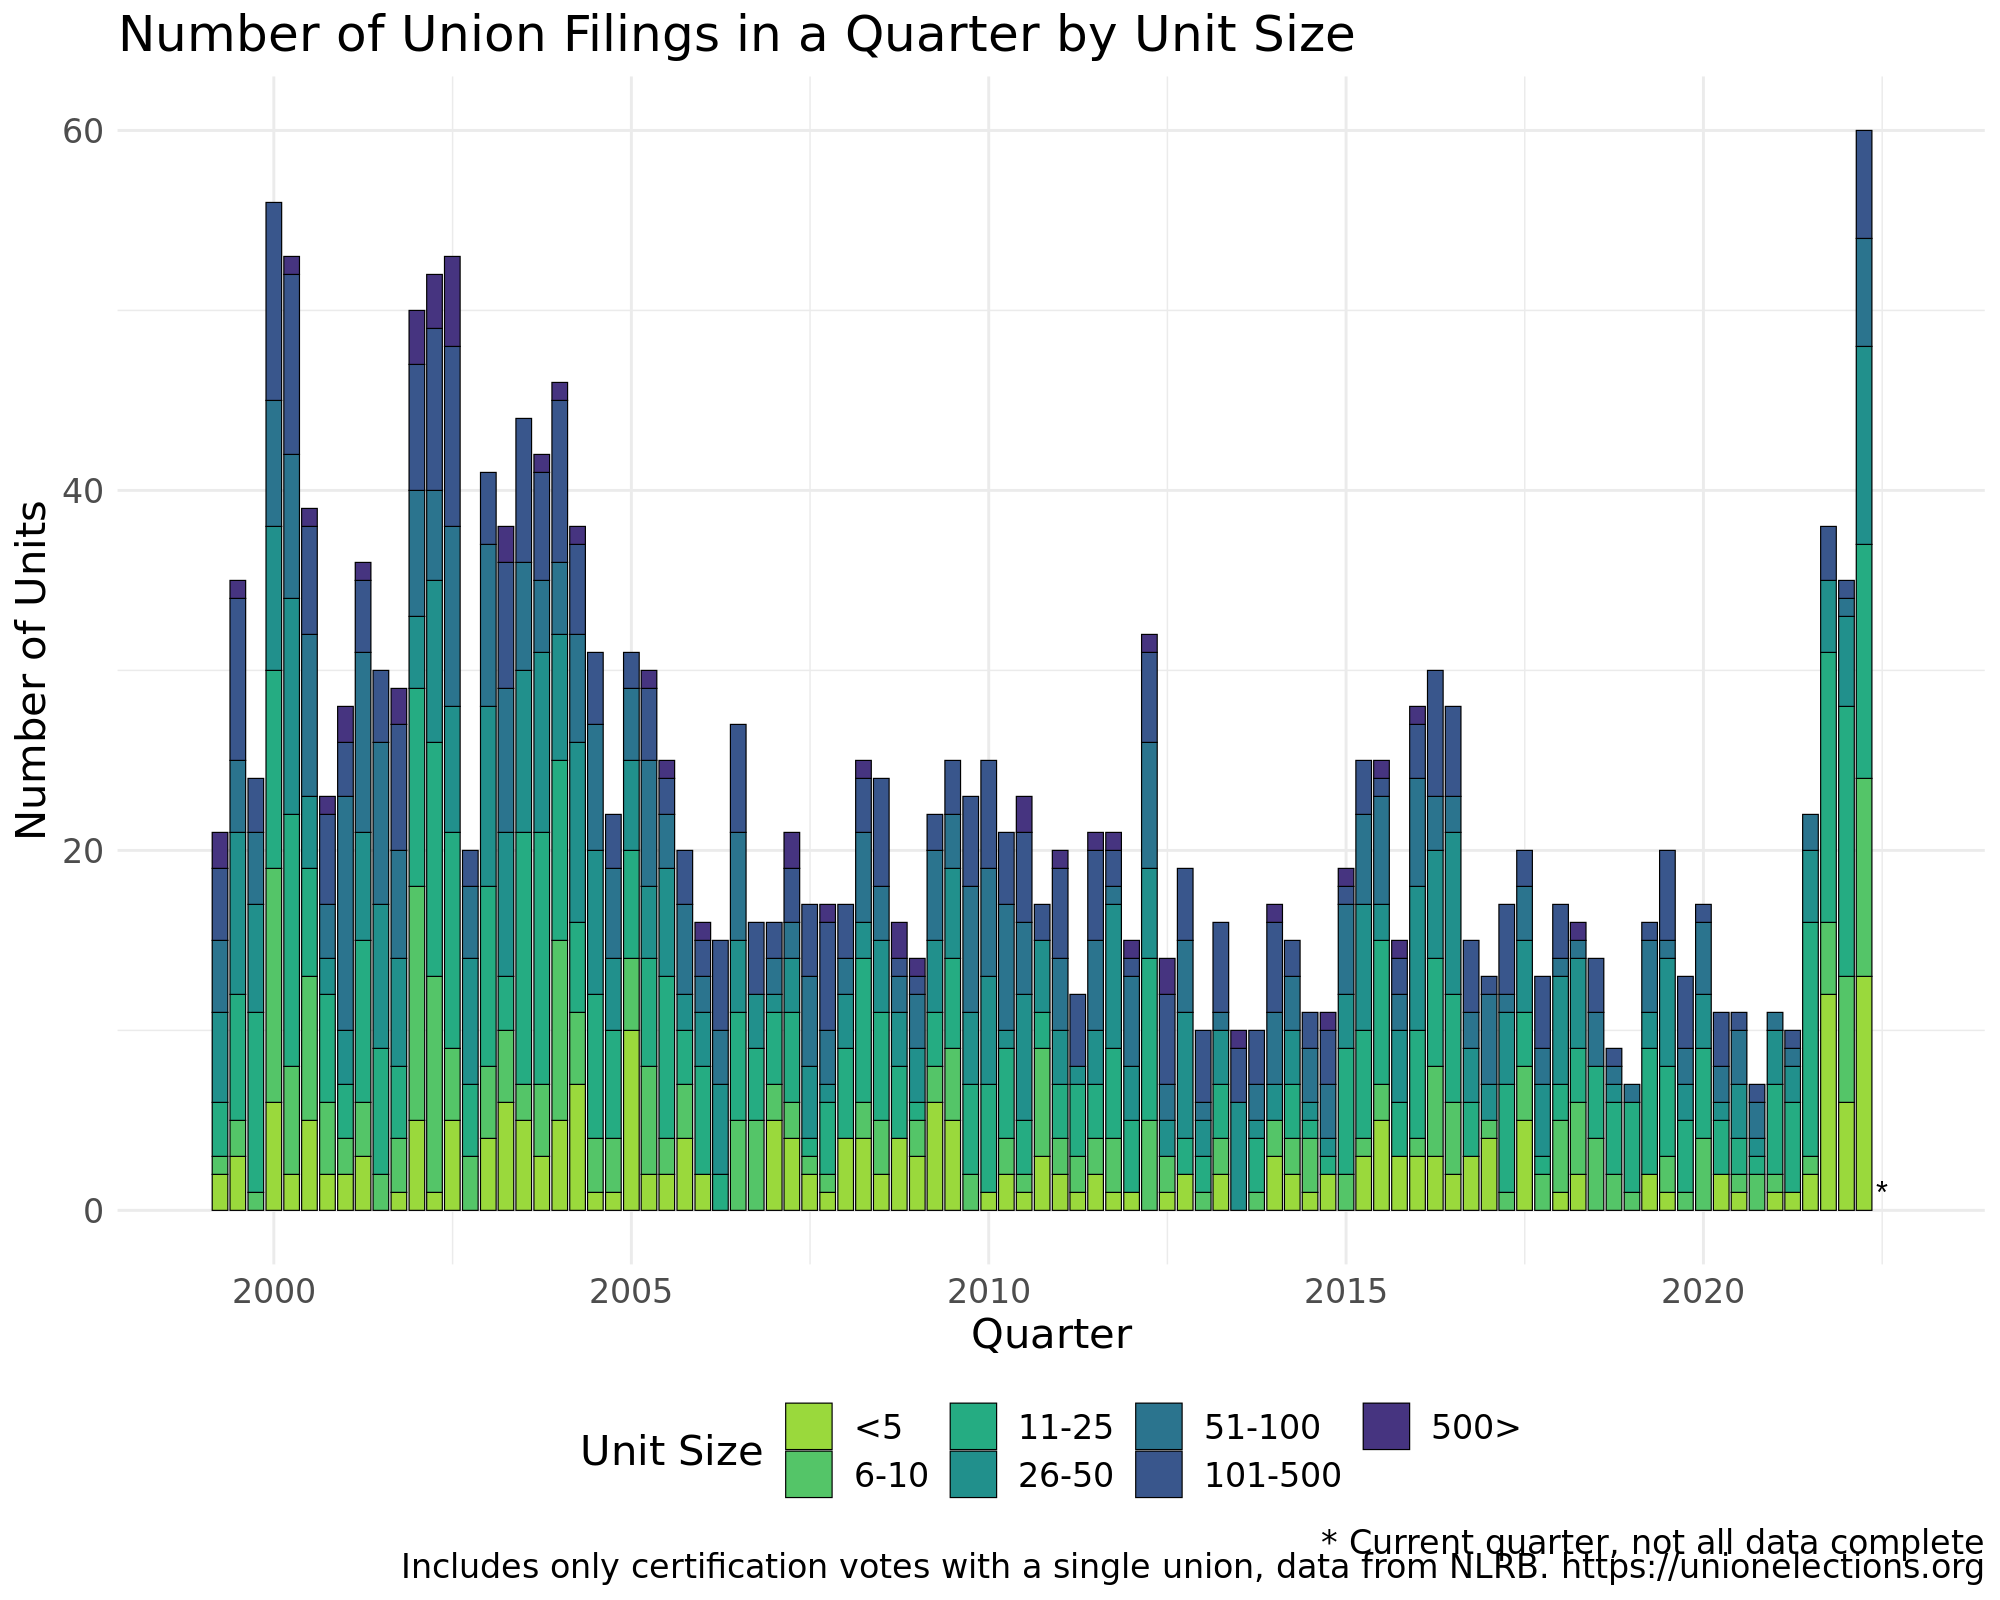 Number of Union Filings in a Quarter by Unit Size
Number of Units
60
40
20
0
*
2000 2005 2010 2015 2020
Quarter
Unit Size
<5 11-25 51-100 500>
6-10 26-50 101-500
* Current quarter, not all data complete
Includes only certification votes with a single union, data from NLRB. https://unionelections.org